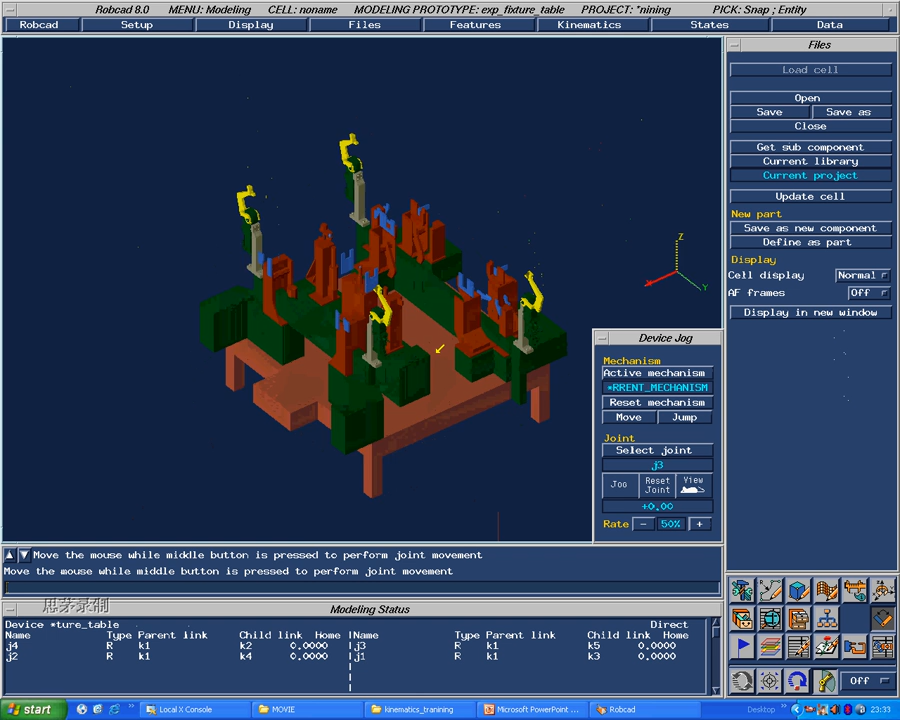 Robcad 8.0 MENU: Modeling CELL: noname MODELING PROTOTYPE: exp_fixture_table PROJECT: *nining PICK: Snap ; Entity
Robcad Setup Display Files Features Kinematics States Data
Files
Load cell
Open
Save Save as
Close
Get sub component
Current library
Current project
Update cell
New part
Save as new component
Define as part
Display
Cell display Normal
AF frames Off
Display in new window
Z
Y
Device Jog
Mechanism
Active mechanism
*RRENT_MECHANISM
Reset mechanism
Move Jump
Joint
Select joint
j3
Jog Reset Joint View
+0.00
Rate - 50% +
Move the mouse while middle button is pressed to perform joint movement
Move the mouse while middle button is pressed to perform joint movement
思茅录制
Modeling Status
Device *ture_table Direct
Name Type Parent link Child link Home |Name Type Parent link Child link Home
j4 R k1 k2 0.0000 |j3 R k1 k5 0.0000
j2 R k1 k4 0.0000 |j1 R k1 k3 0.0000
Off
start Local X Console MOVIE kinematics_tranining Microsoft PowerPoint ... Robcad Desktop 23:33